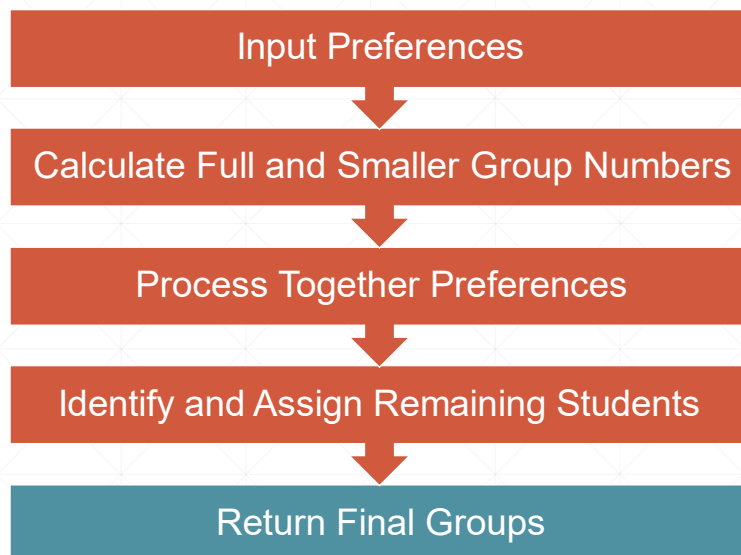 Input Preferences
Calculate Full and Smaller Group Numbers
Process Together Preferences
Identify and Assign Remaining Students
Return Final Groups